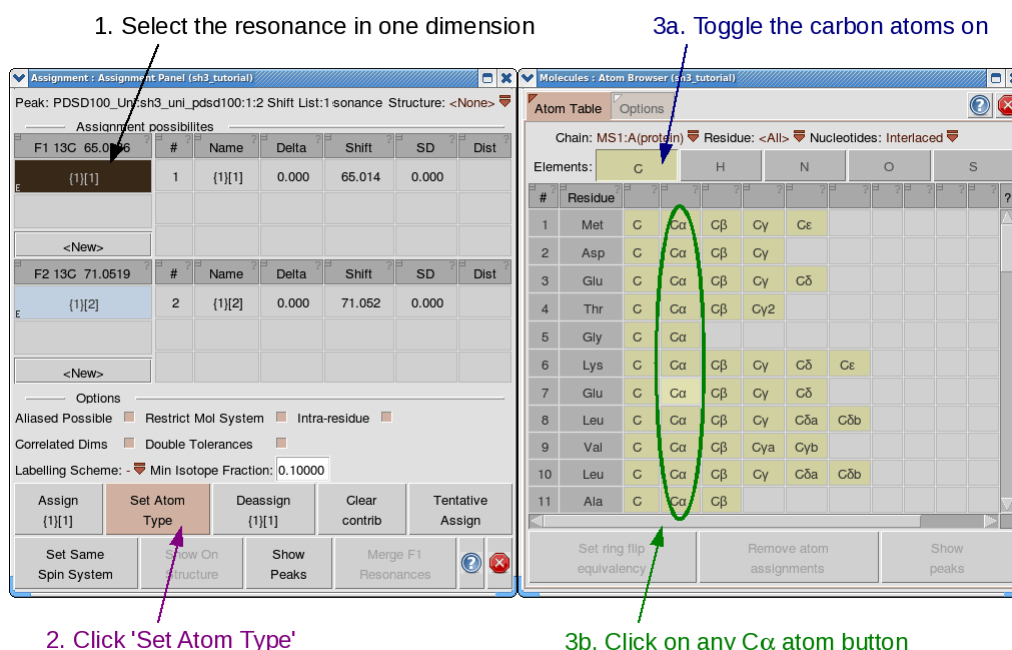 1. Select the resonance in one dimension
3a. Toggle the carbon atoms on
Assignment : Assignment Panel (sh3_tutorial)
Peak: PDSD100_Uni:sh3_uni_pdsd100:1:2 Shift List:1 Structure: <None>
Assignment possibilites
F1 13C # Name Delta Shift SD Dist
{1}[1] 1 {1}[1] 0.000 65.014 0.000
<New>
F2 13C 71.0519 # Name Delta Shift SD Dist
{1}[2] 2 {1}[2] 0.000 71.052 0.000
<New>
Options
Aliased Possible Restrict Mol System Intra-residue
Correlated Dims Double Tolerances
Labelling Scheme: - Min Isotope Fraction: 0.10000
Assign {1}[1] Set Atom Type Deassign {1}[1] Clear contrib Tentative Assign
Set Same Spin System Show On Structure Show Peaks Merge F1 Resonances
Molecules : Atom Browser (sh3_tutorial)
Atom Table Options
Chain: MS1:A(protein) Residue: <All> Nucleotides: Interlaced
Elements: C H N O S
# Residue
1 Met C Cα Cβ Cγ Cε
2 Asp C Cα Cβ Cγ
3 Glu C Cα Cβ Cγ Cδ
4 Thr C Cα Cβ Cγ2
5 Gly C Cα
6 Lys C Cα Cβ Cγ Cδ Cε
7 Glu C Cα Cβ Cγ Cδ
8 Leu C Cα Cβ Cγ Cδa Cδb
9 Val C Cα Cβ Cγa Cγb
10 Leu C Cα Cβ Cγ Cδa Cδb
11 Ala C Cα Cβ
Set ring flip equivalency Remove atom assignments Show peaks
2. Click 'Set Atom Type'
3b. Click on any Cα atom button